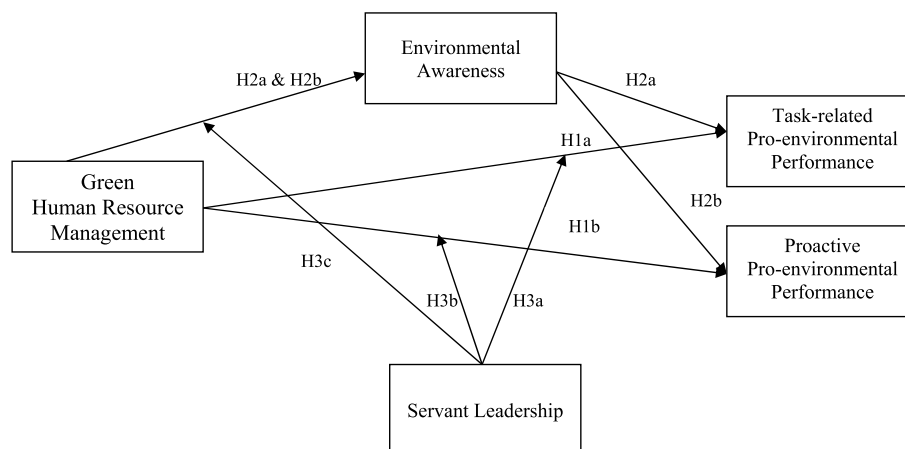 Environmental
Awareness
H2a & H2b
H2a
Task-related
Pro-environmental
Performance
H1a
Green
Human Resource
Management
H2b
H1b
Proactive
Pro-environmental
Performance
H3c
H3b
H3a
Servant Leadership